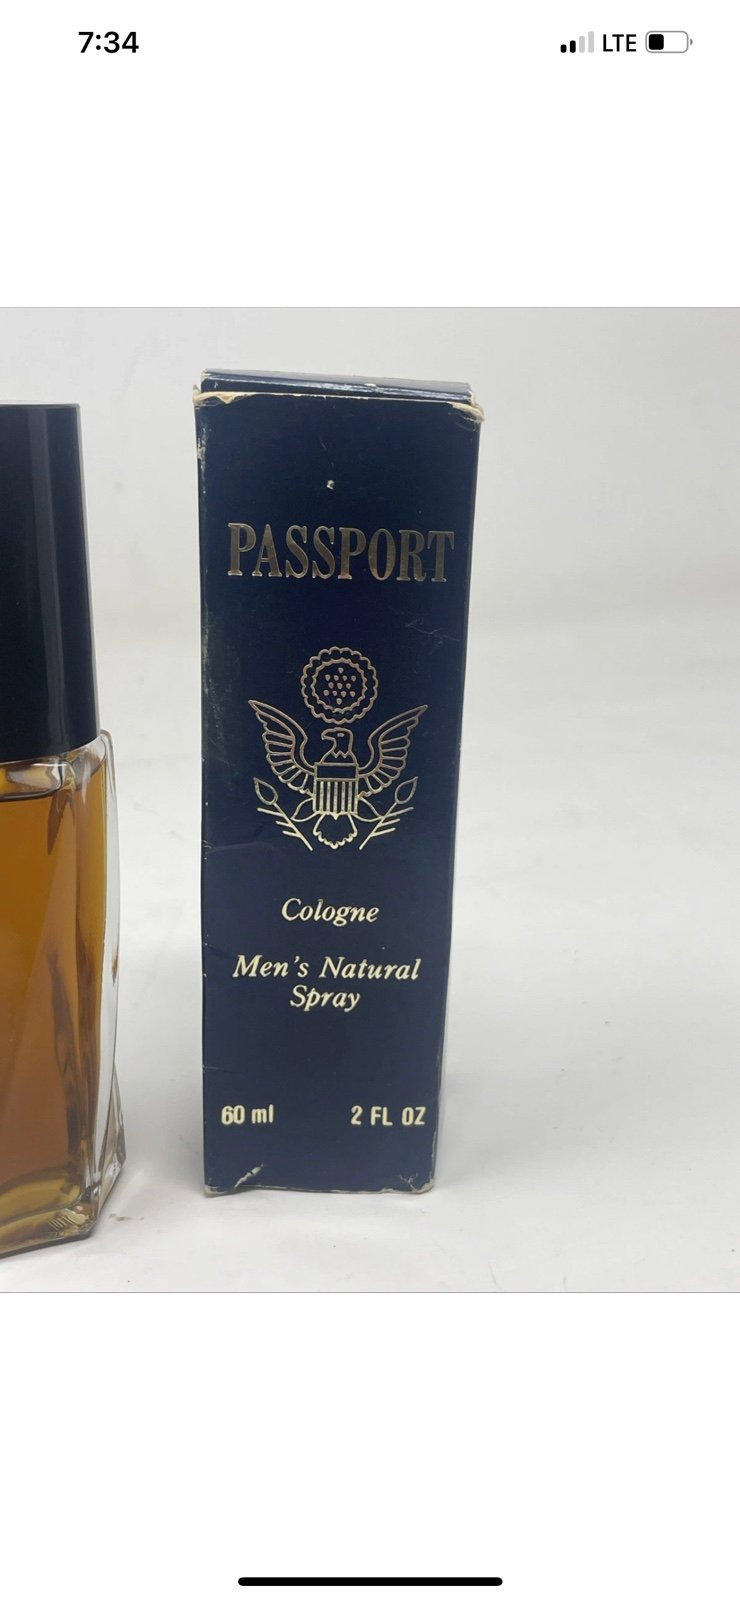 7:34 LTE
PASSPORT
Cologne
Men's Natural
Spray
60 ml 2 FL OZ